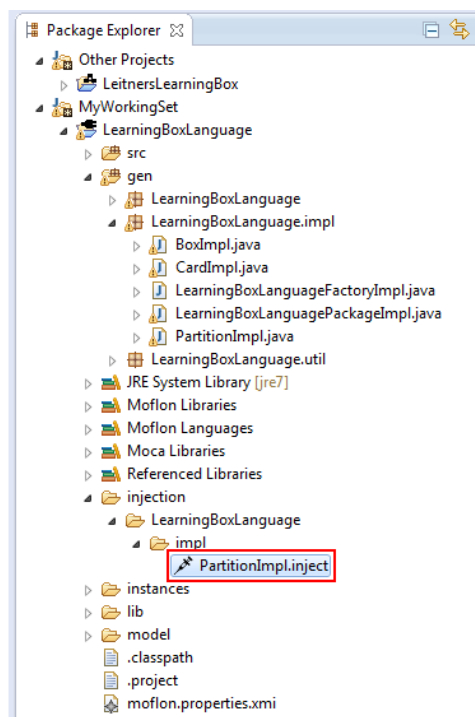 Package Explorer
Other Projects
LeitnersLearningBox
MyWorkingSet
LearningBoxLanguage
src
gen
LearningBoxLanguage
LearningBoxLanguage.impl
BoxImpl.java
CardImpl.java
LearningBoxLanguageFactoryImpl.java
LearningBoxLanguagePackageImpl.java
PartitionImpl.java
LearningBoxLanguage.util
JRE System Library [jre7]
Moflon Libraries
Moflon Languages
Moca Libraries
Referenced Libraries
injection
LearningBoxLanguage
impl
PartitionImpl.inject
instances
lib
model
.classpath
.project
moflon.properties.xmi